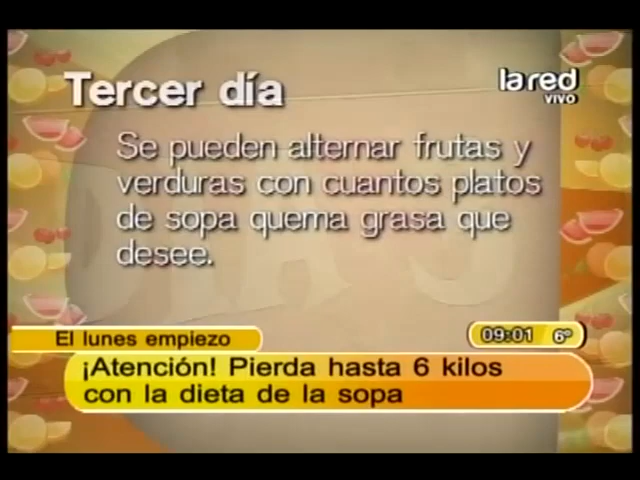 Tercer día
la red
VIVO
Se pueden alternar frutas y
verduras con cuantos platos
de sopa quema grasa que
desee.
El lunes empiezo
09:01 6º
¡Atención! Pierda hasta 6 kilos
con la dieta de la sopa